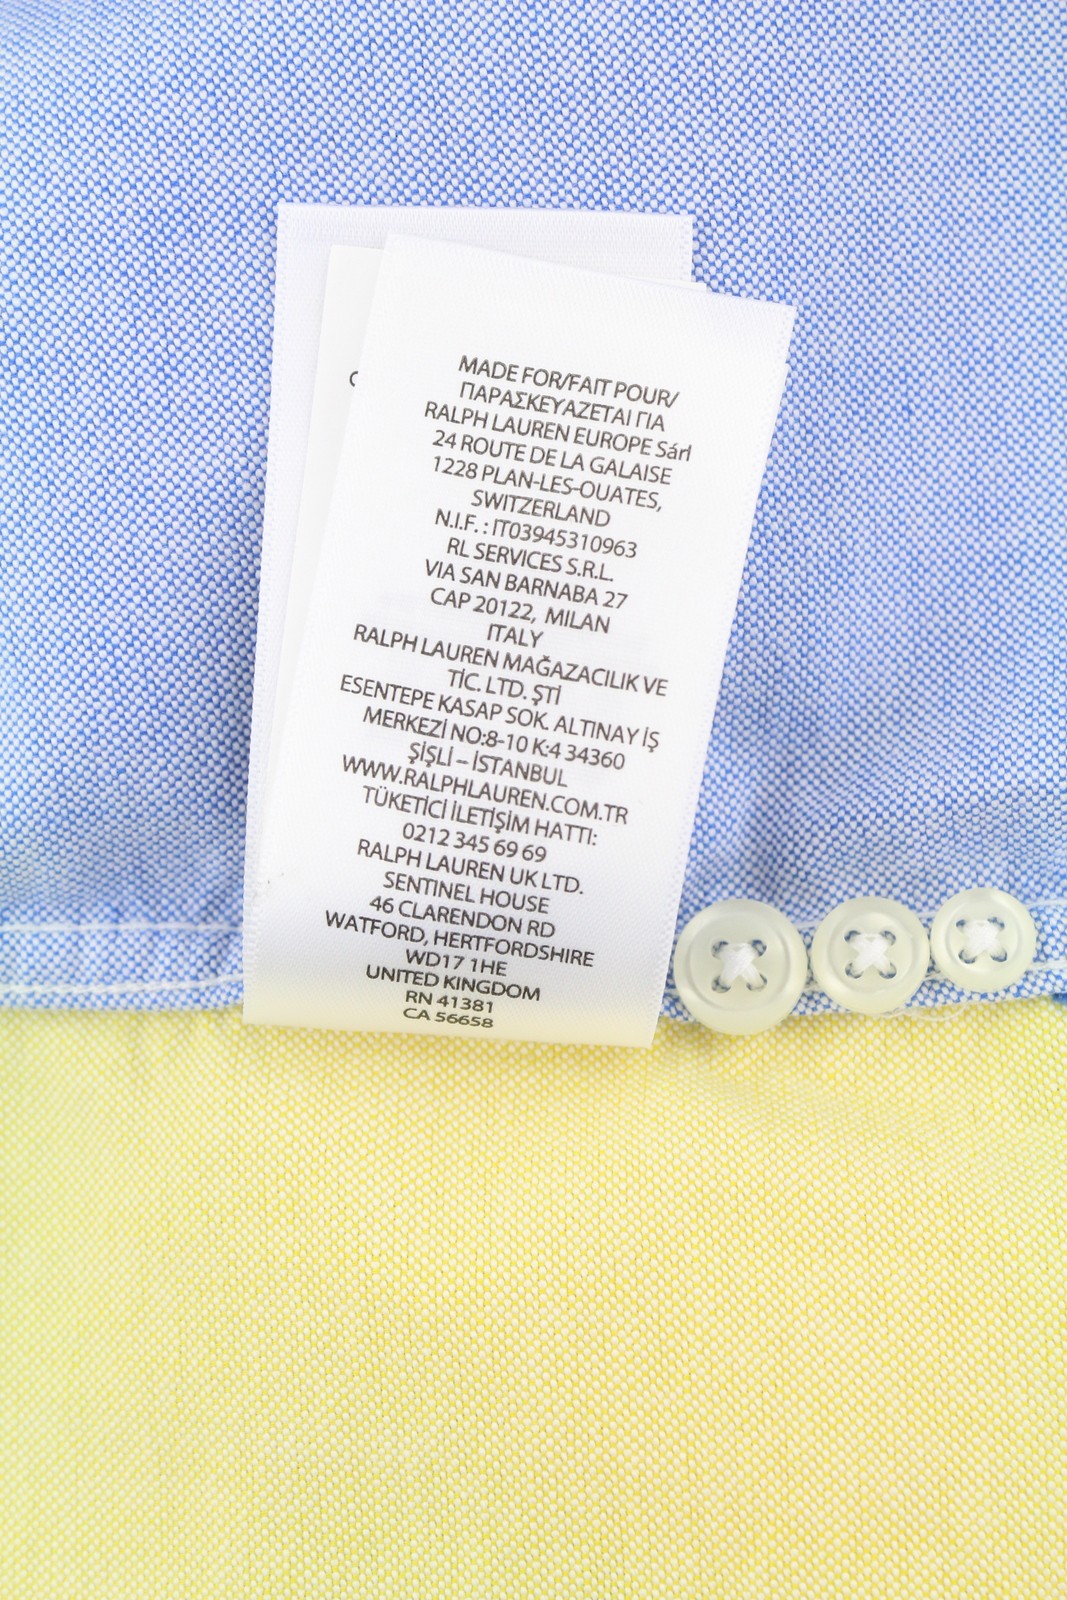 MADE FOR/FAIT POUR/
ΠΑΡΑΣΚΕΥΑΖΕΤΑΙ ΓΙΑ
RALPH LAUREN EUROPE Sárl
24 ROUTE DE LA GALAISE
1228 PLAN-LES-OUATES,
SWITZERLAND
N.I.F. : IT03945310963
RL SERVICES S.R.L.
VIA SAN BARNABA 27
CAP 20122, MILAN
ITALY
RALPH LAUREN MAĞAZACILIK VE
TİC. LTD. ŞTİ
ESENTEPE KASAP SOK. ALTINAY İŞ
MERKEZİ NO:8-10 K:4 34360
ŞİŞLİ – İSTANBUL
WWW.RALPHLAUREN.COM.TR
TÜKETİCİ İLETİŞİM HATTI:
0212 345 69 69
RALPH LAUREN UK LTD.
SENTINEL HOUSE
46 CLARENDON RD
WATFORD, HERTFORDSHIRE
WD17 1HE
UNITED KINGDOM
RN 41381
CA 56658